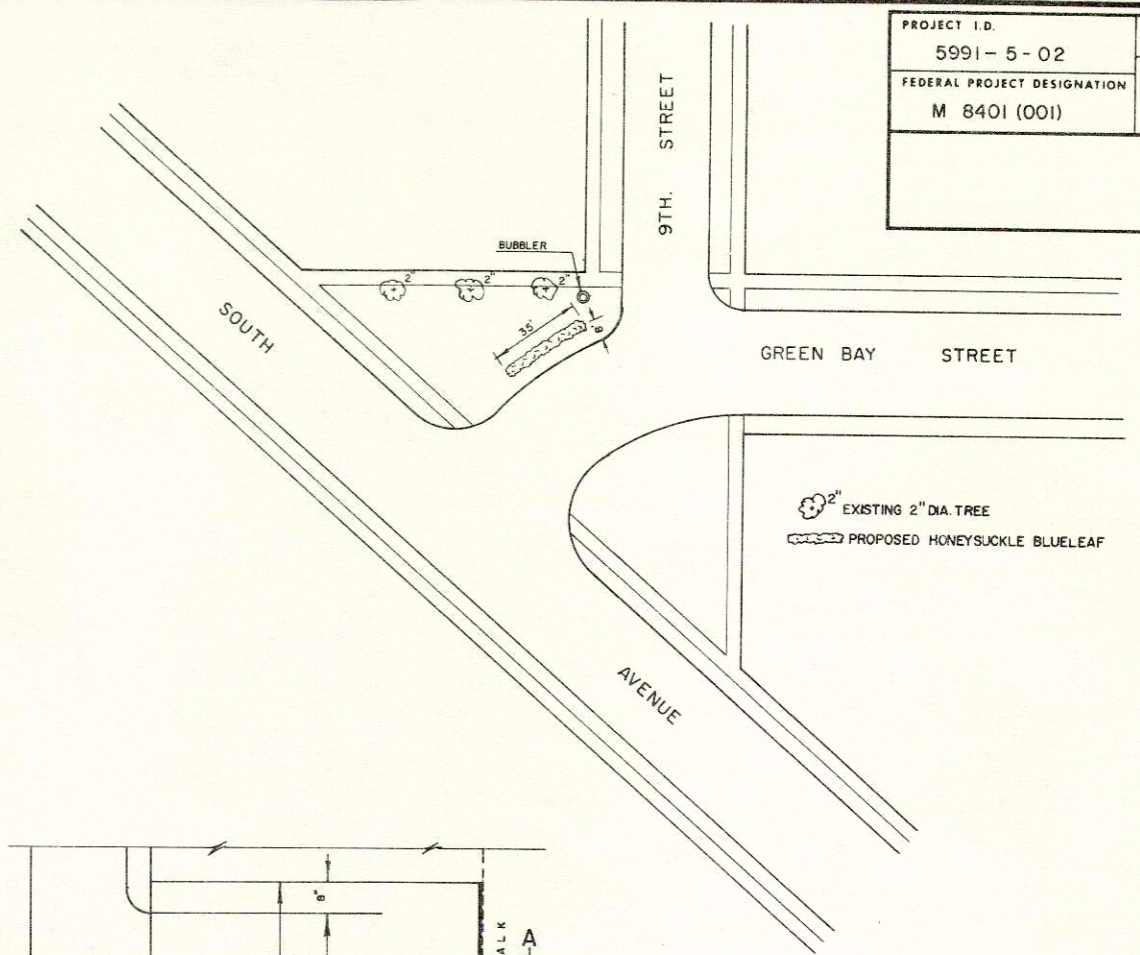 PROJECT I.D.
5991-5-02
FEDERAL PROJECT DESIGNATION
M 8401 (001)
9TH. STREET
BUBBLER
2" 2" 2"
35'
8'
SOUTH
GREEN BAY STREET
2" EXISTING 2" DIA. TREE
PROPOSED HONEYSUCKLE BLUELEAF
AVENUE
8"
A